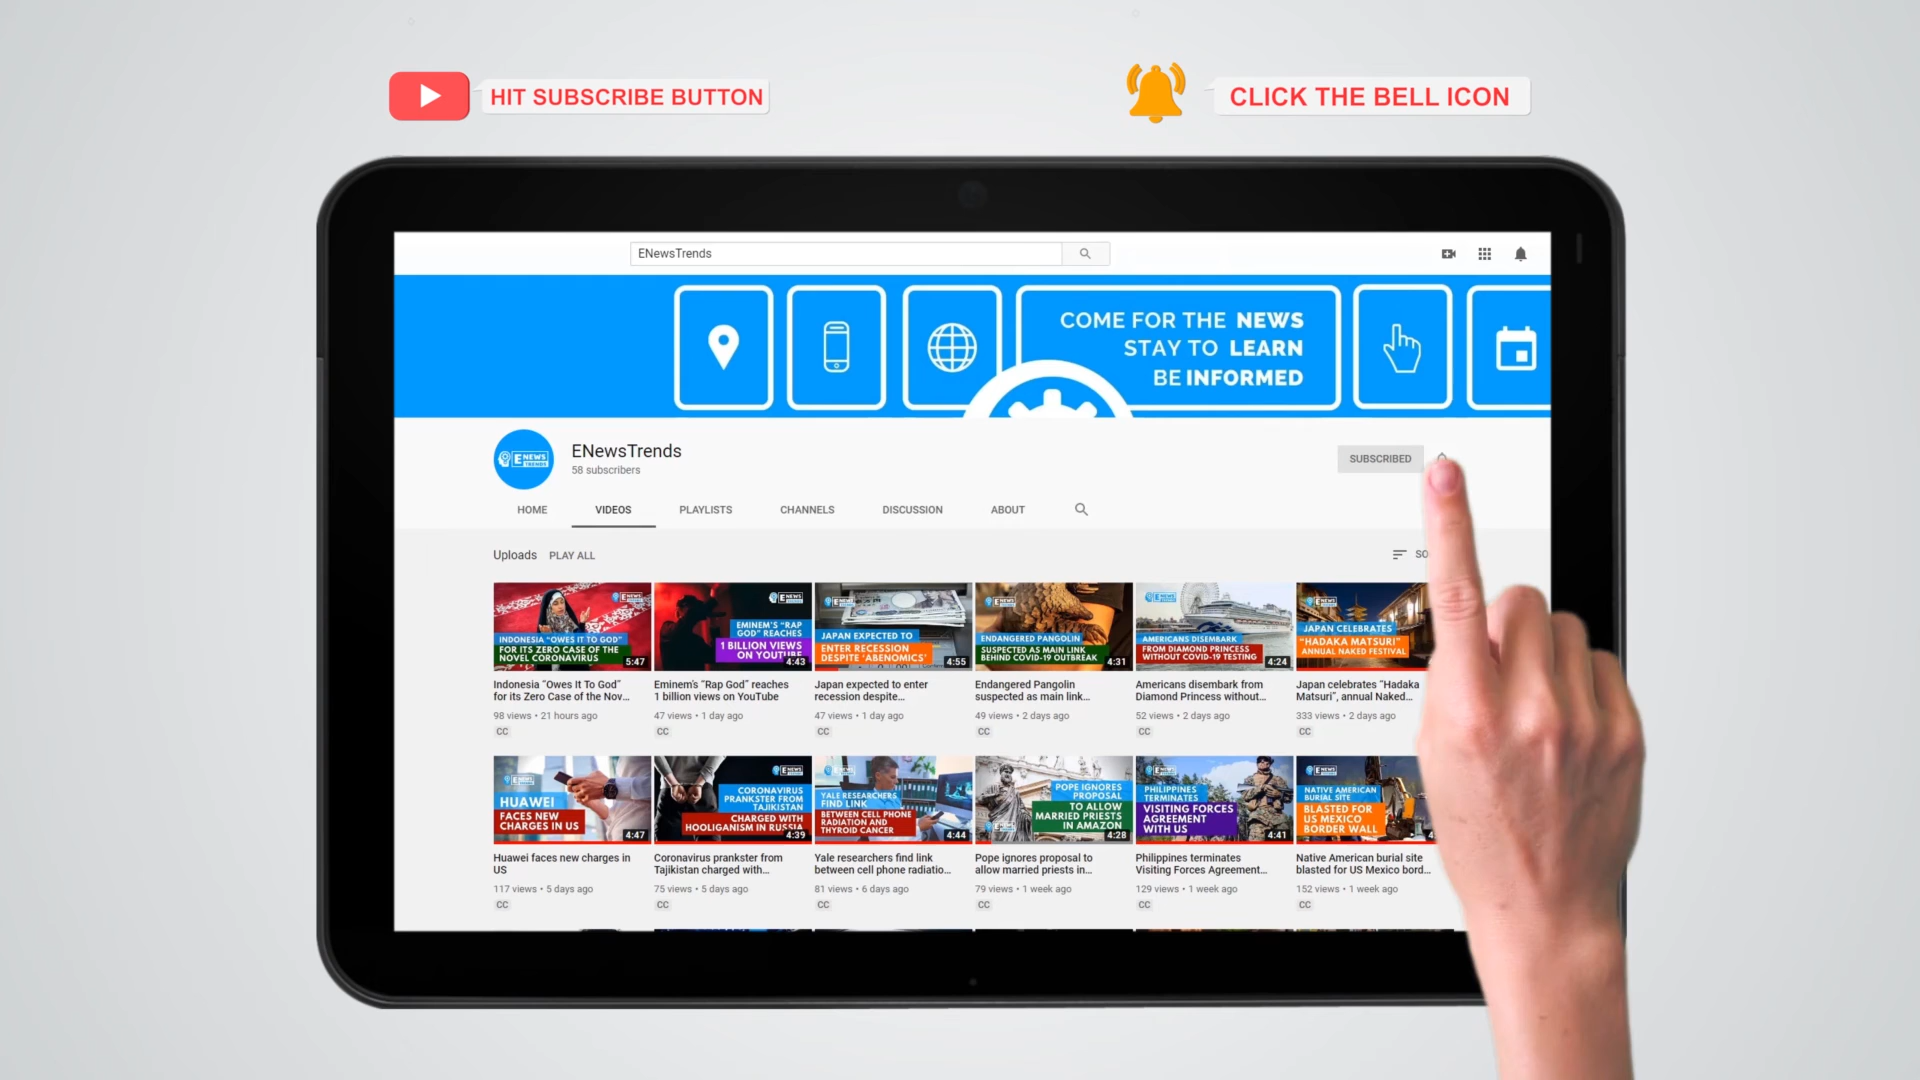 HIT SUBSCRIBE BUTTON
CLICK THE BELL ICON
ENewsTrends
COME FOR THE NEWS
STAY TO LEARN
BE INFORMED
E NEWS
TRENDS
ENewsTrends
58 subscribers
SUBSCRIBED
HOME VIDEOS PLAYLISTS CHANNELS DISCUSSION ABOUT
Uploads PLAY ALL
SO
INDONESIA "OWES IT TO GOD"
FOR ITS ZERO CASE OF THE
NOVEL CORONAVIRUS
5:47
EMINEM'S "RAP
GOD" REACHES
1 BILLION VIEWS
ON YOUTUBE
4:43
JAPAN EXPECTED TO
ENTER RECESSION
DESPITE 'ABENOMICS'
4:55
ENDANGERED PANGOLIN
SUSPECTED AS MAIN LINK
BEHIND COVID-19 OUTBREAK
4:31
AMERICANS DISEMBARK
FROM DIAMOND PRINCESS
WITHOUT COVID-19 TESTING
4:24
JAPAN CELEBRATES
"HADAKA MATSURI"
ANNUAL NAKED FESTIVAL
Indonesia "Owes It To God"
for its Zero Case of the Nov...
98 views • 21 hours ago
CC
Eminem's "Rap God" reaches
1 billion views on YouTube
47 views • 1 day ago
CC
Japan expected to enter
recession despite...
47 views • 1 day ago
CC
Endangered Pangolin
suspected as main link...
49 views • 2 days ago
CC
Americans disembark from
Diamond Princess without...
52 views • 2 days ago
CC
Japan celebrates "Hadaka
Matsuri", annual Naked...
333 views • 2 days ago
CC
HUAWEI
FACES NEW
CHARGES IN US
4:47
CORONAVIRUS
PRANKSTER FROM
TAJIKISTAN
CHARGED WITH
HOOLIGANISM IN RUSSIA
4:39
YALE RESEARCHERS
FIND LINK
BETWEEN CELL PHONE
RADIATION AND
THYROID CANCER
4:44
POPE IGNORES
PROPOSAL
TO ALLOW
MARRIED PRIESTS
IN AMAZON
4:28
PHILIPPINES
TERMINATES
VISITING FORCES
AGREEMENT
WITH US
4:41
NATIVE AMERICAN
BURIAL SITE
BLASTED FOR
US MEXICO
BORDER WALL
4
Huawei faces new charges in
US
117 views • 5 days ago
CC
Coronavirus prankster from
Tajikistan charged with...
75 views • 5 days ago
CC
Yale researchers find link
between cell phone radiatio...
81 views • 6 days ago
CC
Pope ignores proposal to
allow married priests in...
79 views • 1 week ago
CC
Philippines terminates
Visiting Forces Agreement...
129 views • 1 week ago
CC
Native American burial site
blasted for US Mexico bord...
152 views • 1 week ago
CC